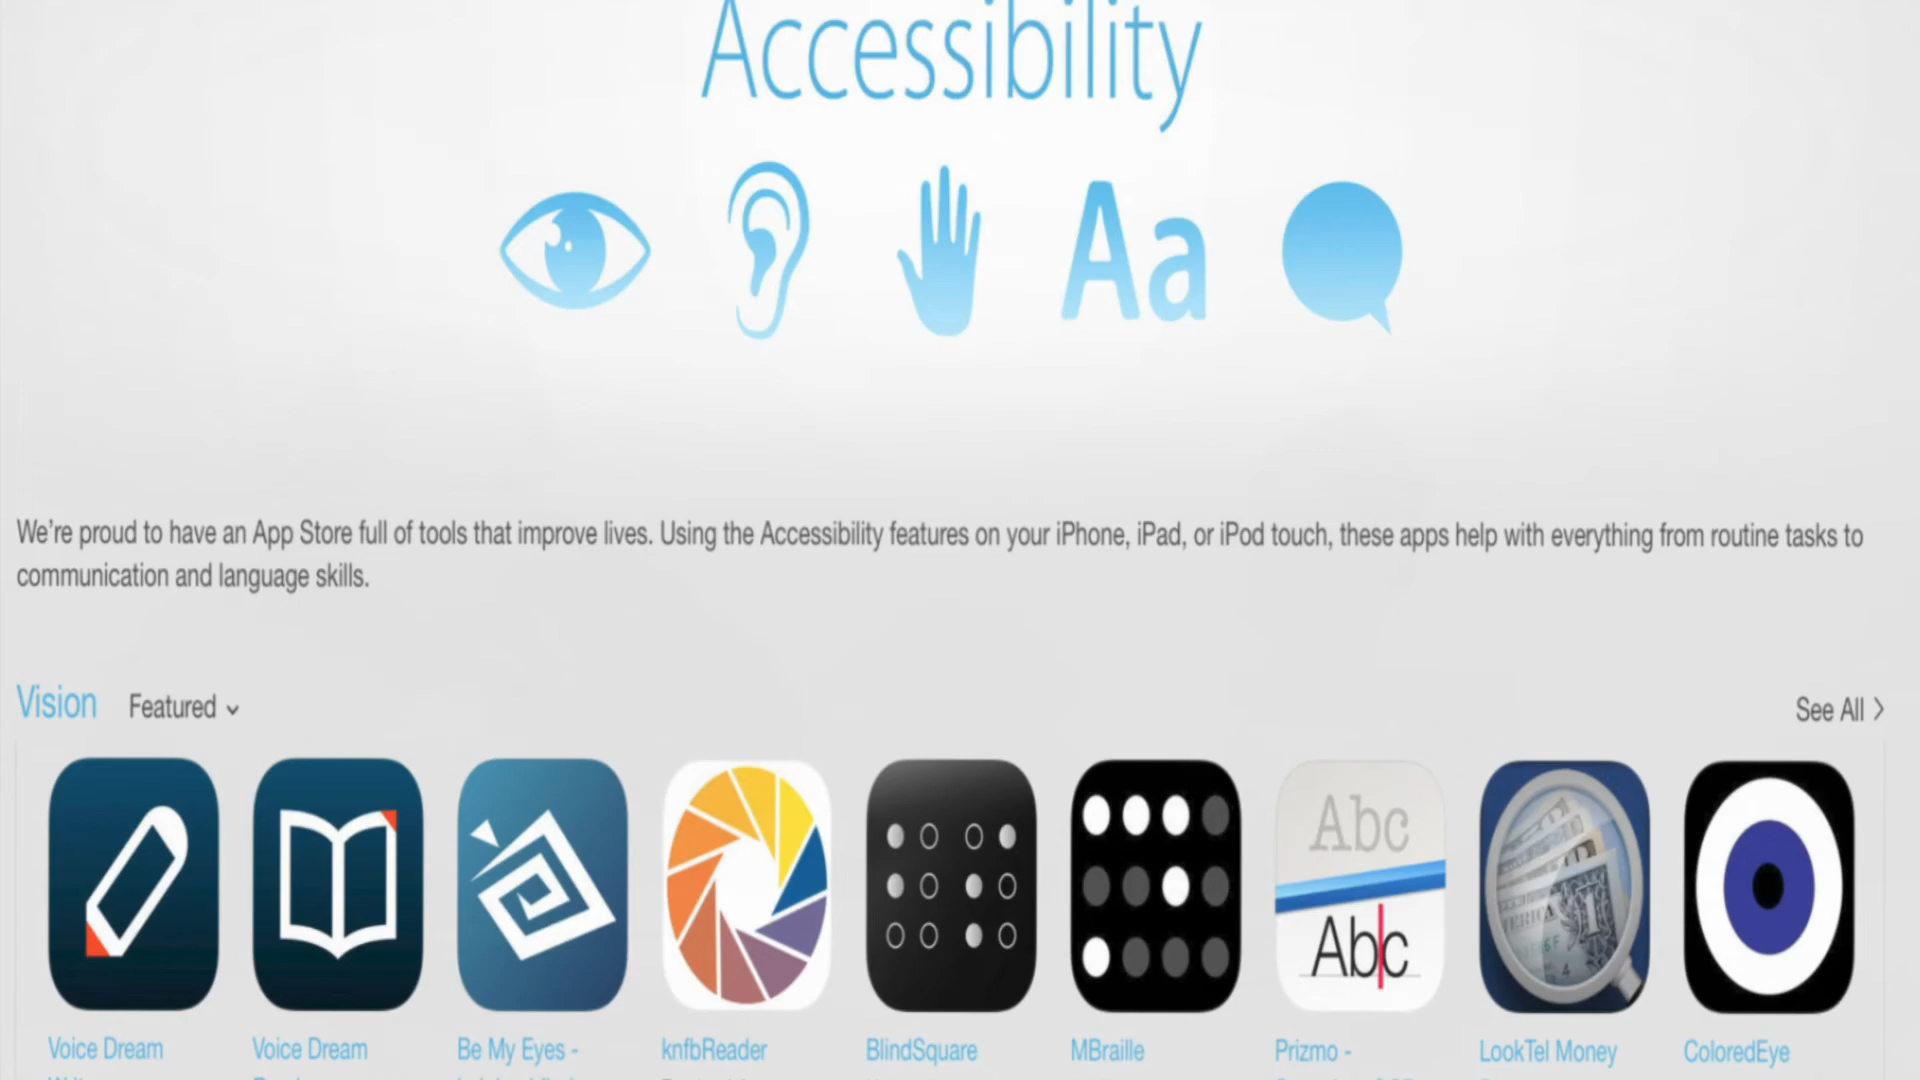 Accessibility
Aa
We're proud to have an App Store full of tools that improve lives. Using the Accessibility features on your iPhone, iPad, or iPod touch, these apps help with everything from routine tasks to
communication and language skills.
Vision Featured See All
Abc
Abc
Voice Dream Voice Dream Be My Eyes - knfbReader BlindSquare MBraille Prizmo - LookTel Money ColoredEye